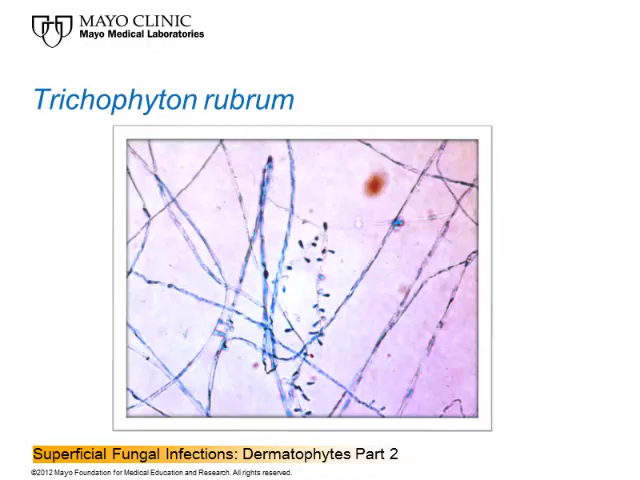 MAYO CLINIC
Mayo Medical Laboratories
Trichophyton rubrum
Superficial Fungal Infections: Dermatophytes Part 2
©2012 Mayo Foundation for Medical Education and Research. All rights reserved.